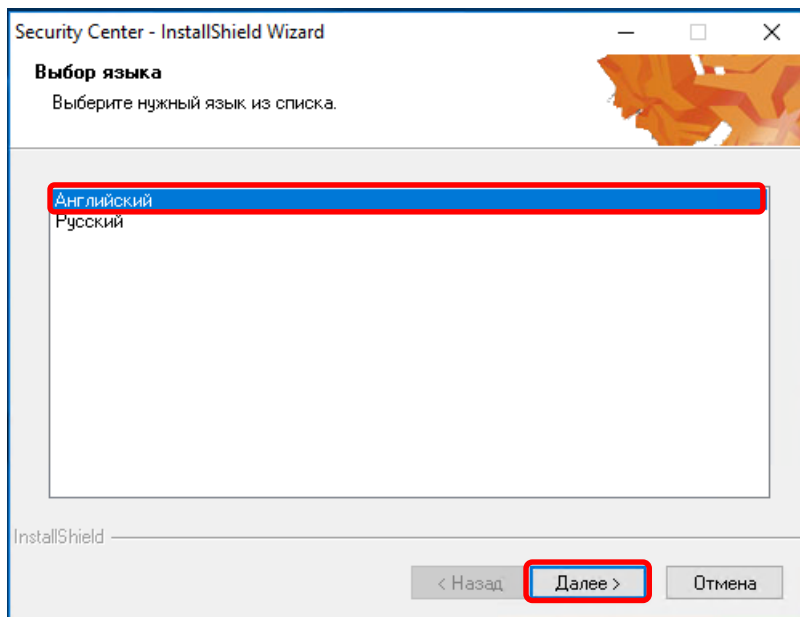 Security Center - InstallShield Wizard
Выбор языка
Выберите нужный язык из списка.
Английский
Русский
InstallShield
< Назад
Далее >
Отмена